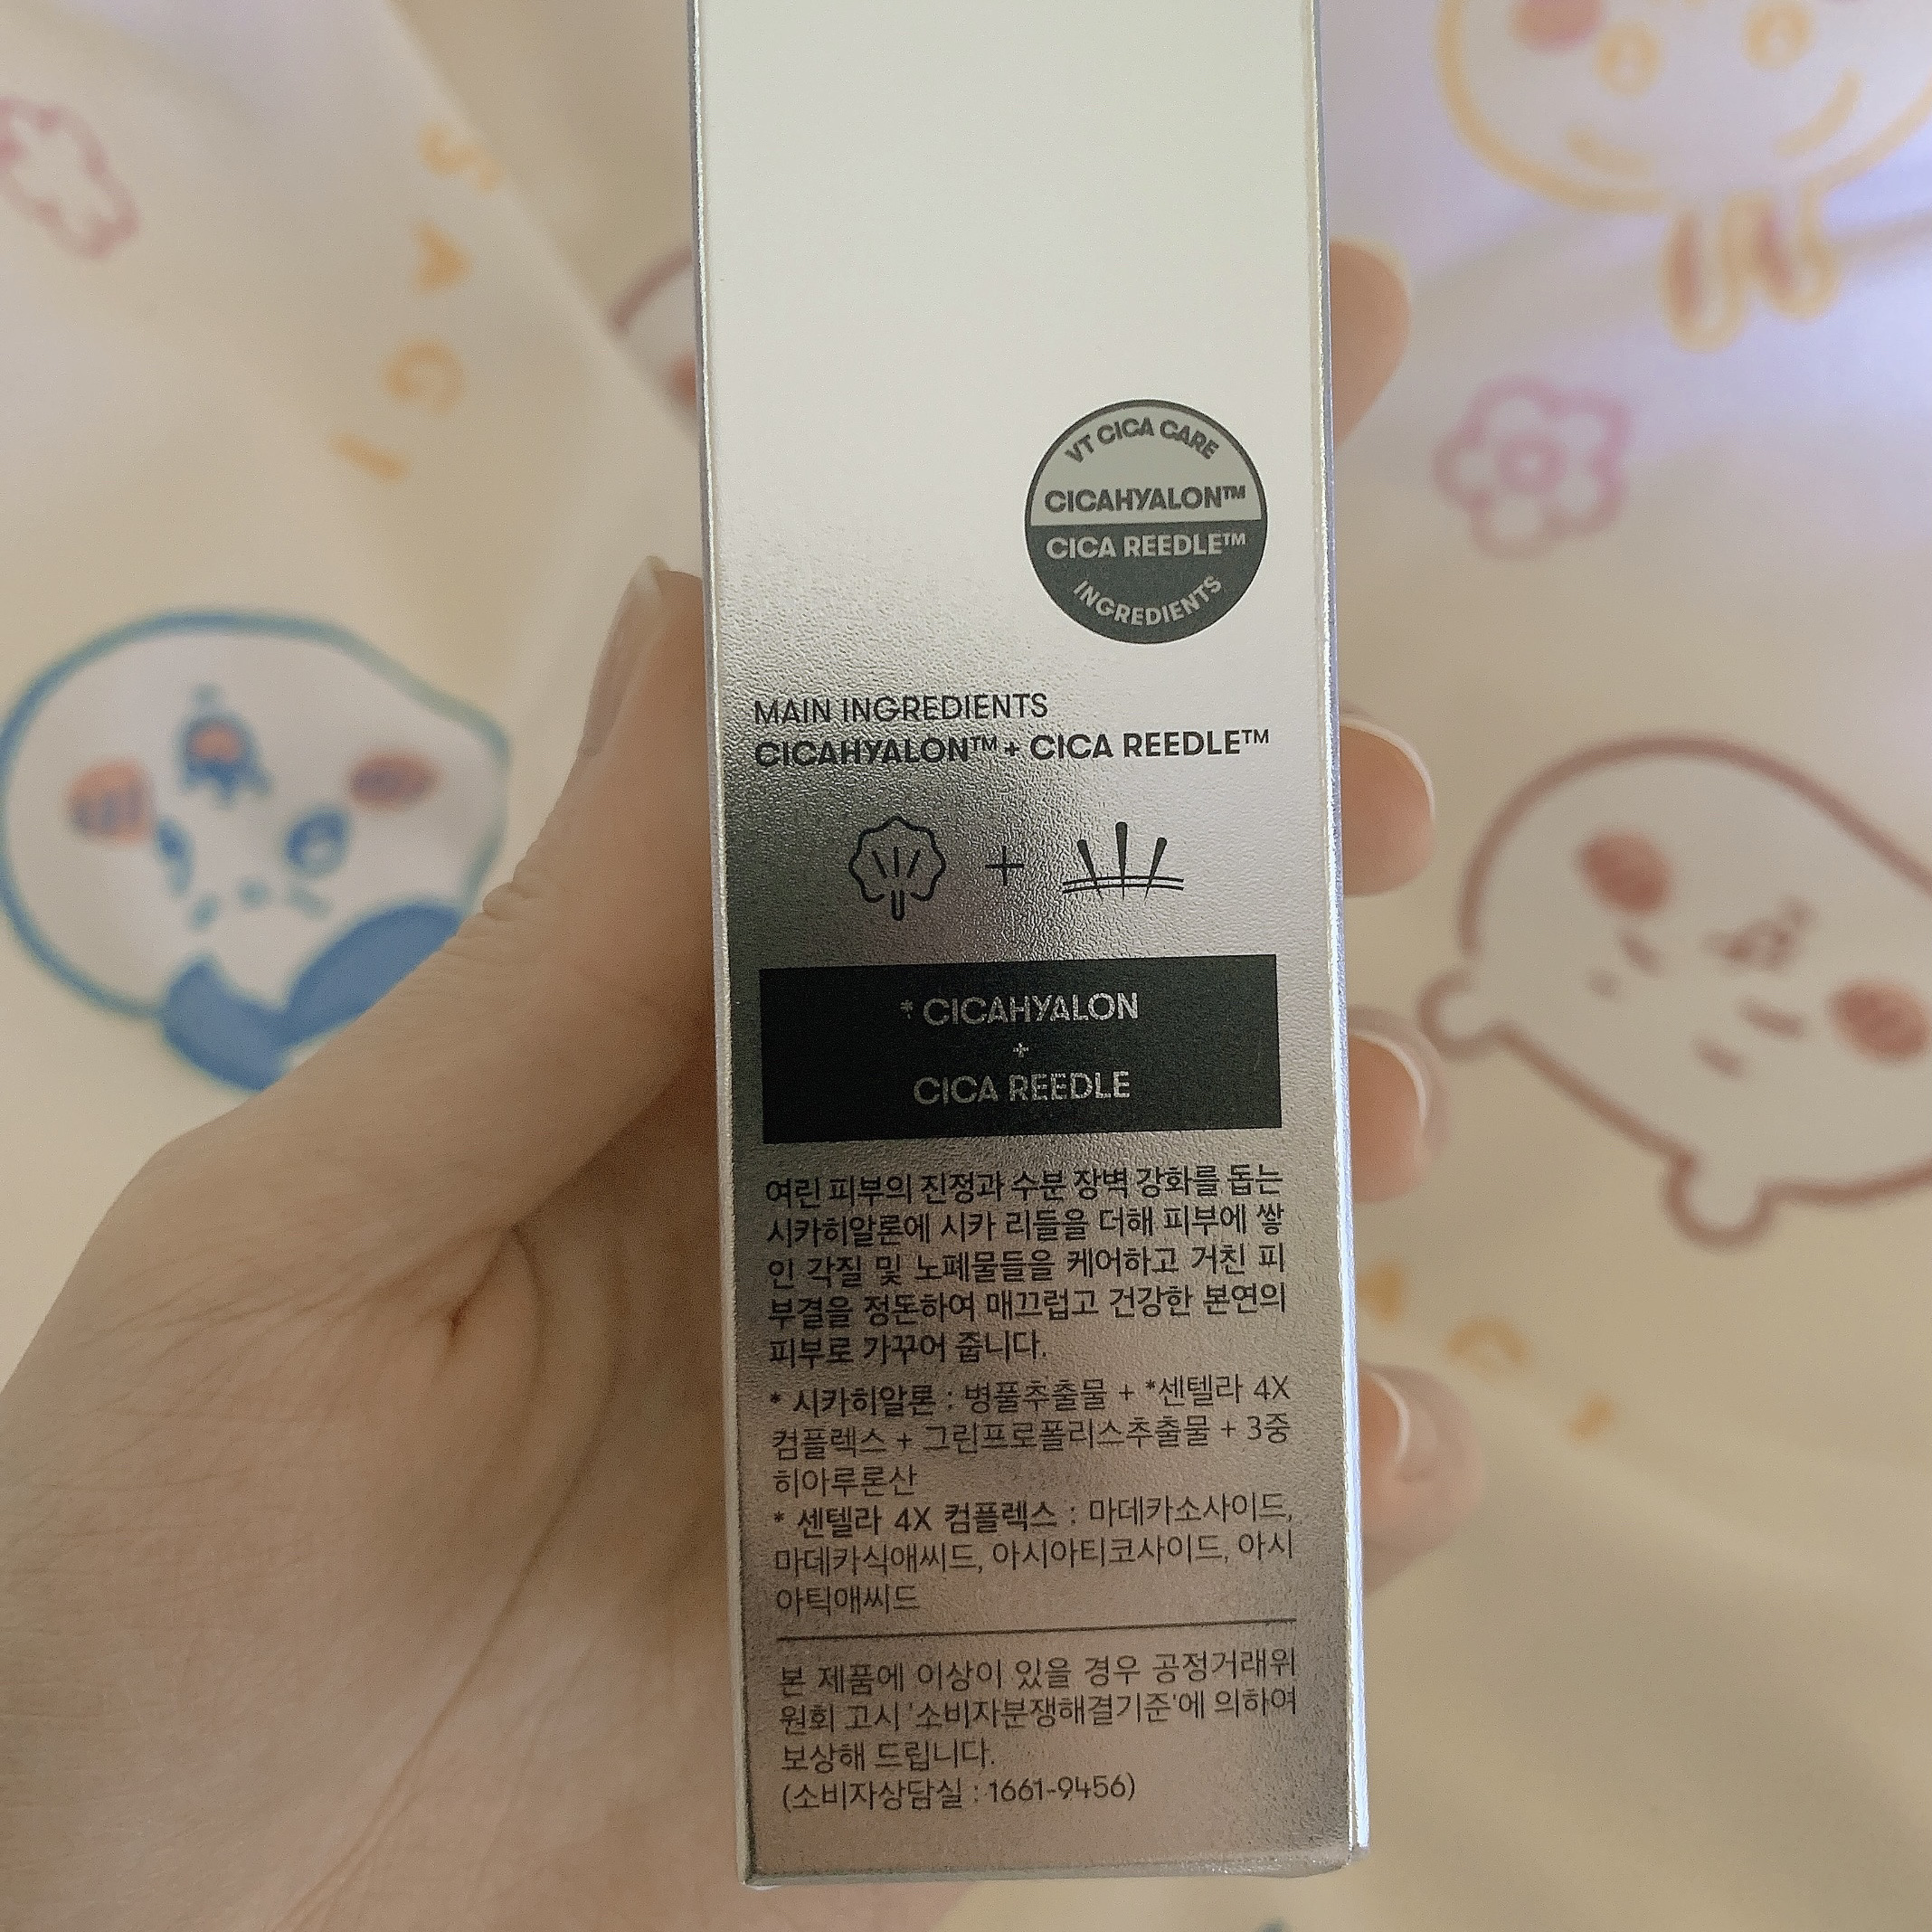 S
A
G
I
VT CICA CARE
CICAHYALON™
CICA REEDLE™
INGREDIENTS
MAIN INGREDIENTS
CICAHYALON™ + CICA REEDLE™
+
* CICAHYALON
+
CICA REEDLE
여린 피부의 진정과 수분 장벽 강화를 돕는
시카히알론에 시카 리들을 더해 피부에 쌓
인 각질 및 노폐물들을 케어하고 거친 피
부결을 정돈하여 매끄럽고 건강한 본연의
피부로 가꾸어 줍니다.
* 시카히알론 : 병풀추출물 + *센텔라 4X
컴플렉스 + 그린프로폴리스추출물 + 3중
히아루론산
* 센텔라 4X 컴플렉스 : 마데카소사이드,
마데카식애씨드, 아시아티코사이드, 아시
아틱애씨드
본 제품에 이상이 있을 경우 공정거래위
원회 고시 '소비자분쟁해결기준'에 의하여
보상해 드립니다.
(소비자상담실 : 1661-9456)